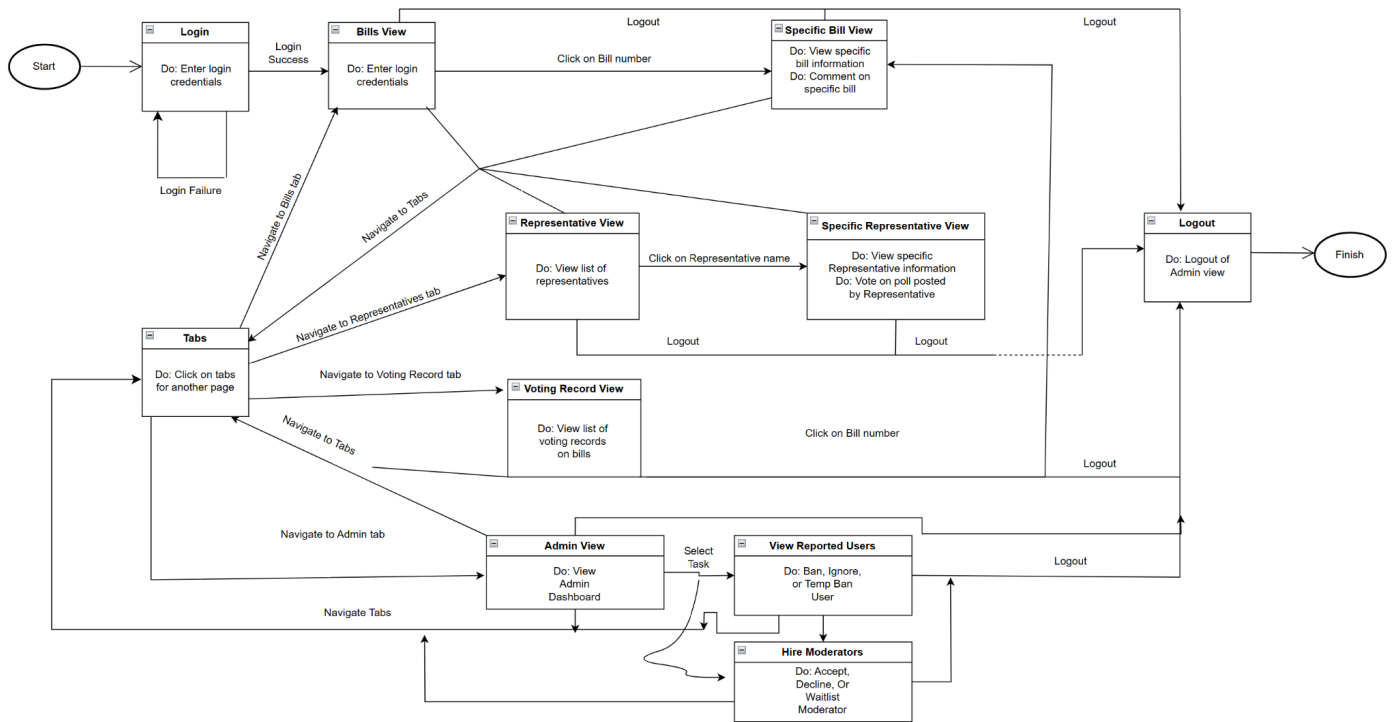 Start
Login
Do: Enter login
credentials
Login Failure
Login
Success
Bills View
Do: Enter login
credentials
Click on Bill number
Logout
Specific Bill View
Do: View specific
bill information
Do: Comment on
specific bill
Navigate to Bills tab
Navigate to Tabs
Navigate to Representatives tab
Representative View
Do: View list of
representatives
Click on Representative name
Specific Representative View
Do: View specific
Representative information
Do: Vote on poll posted
by Representative
Logout
Logout
Logout
Do: Logout of
Admin view
Finish
Tabs
Do: Click on tabs
for another page
Navigate to Voting Record tab
Voting Record View
Do: View list of
voting records
on bills
Click on Bill number
Logout
Navigate to Tabs
Navigate to Admin tab
Admin View
Do: View
Admin
Dashboard
Select
Task
View Reported Users
Do: Ban, Ignore,
or Temp Ban
User
Logout
Navigate Tabs
Hire Moderators
Do: Accept,
Decline, Or
Waitlist
Moderator